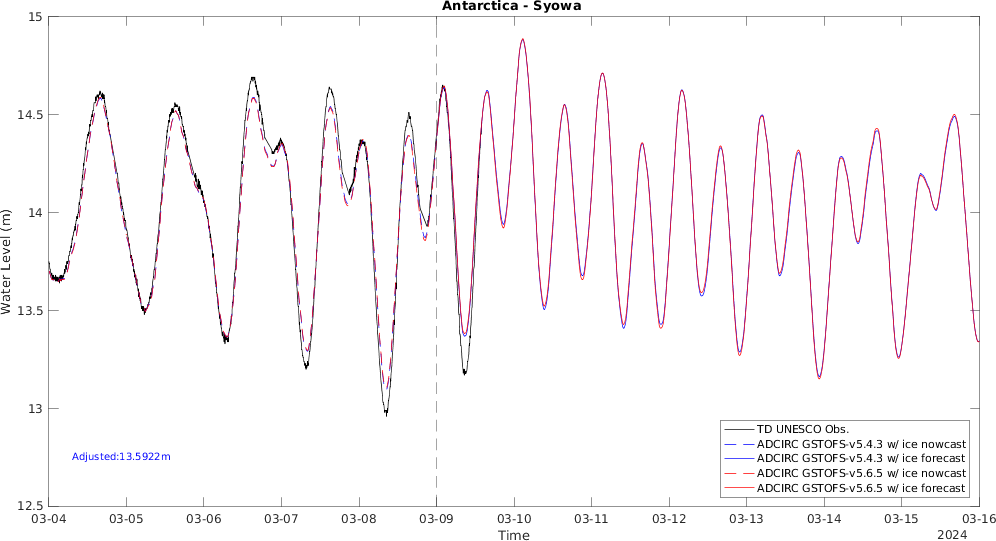 Antarctica - Syowa
15
14.5
14
13.5
13
12.5
Water Level (m)
Adjusted:13.5922m
TD UNESCO Obs.
ADCIRC GSTOFS-v5.4.3 w/ ice nowcast
ADCIRC GSTOFS-v5.4.3 w/ ice forecast
ADCIRC GSTOFS-v5.6.5 w/ ice nowcast
ADCIRC GSTOFS-v5.6.5 w/ ice forecast
03-04 03-05 03-06 03-07 03-08 03-09 03-10 03-11 03-12 03-13 03-14 03-15 03-16
Time
2024